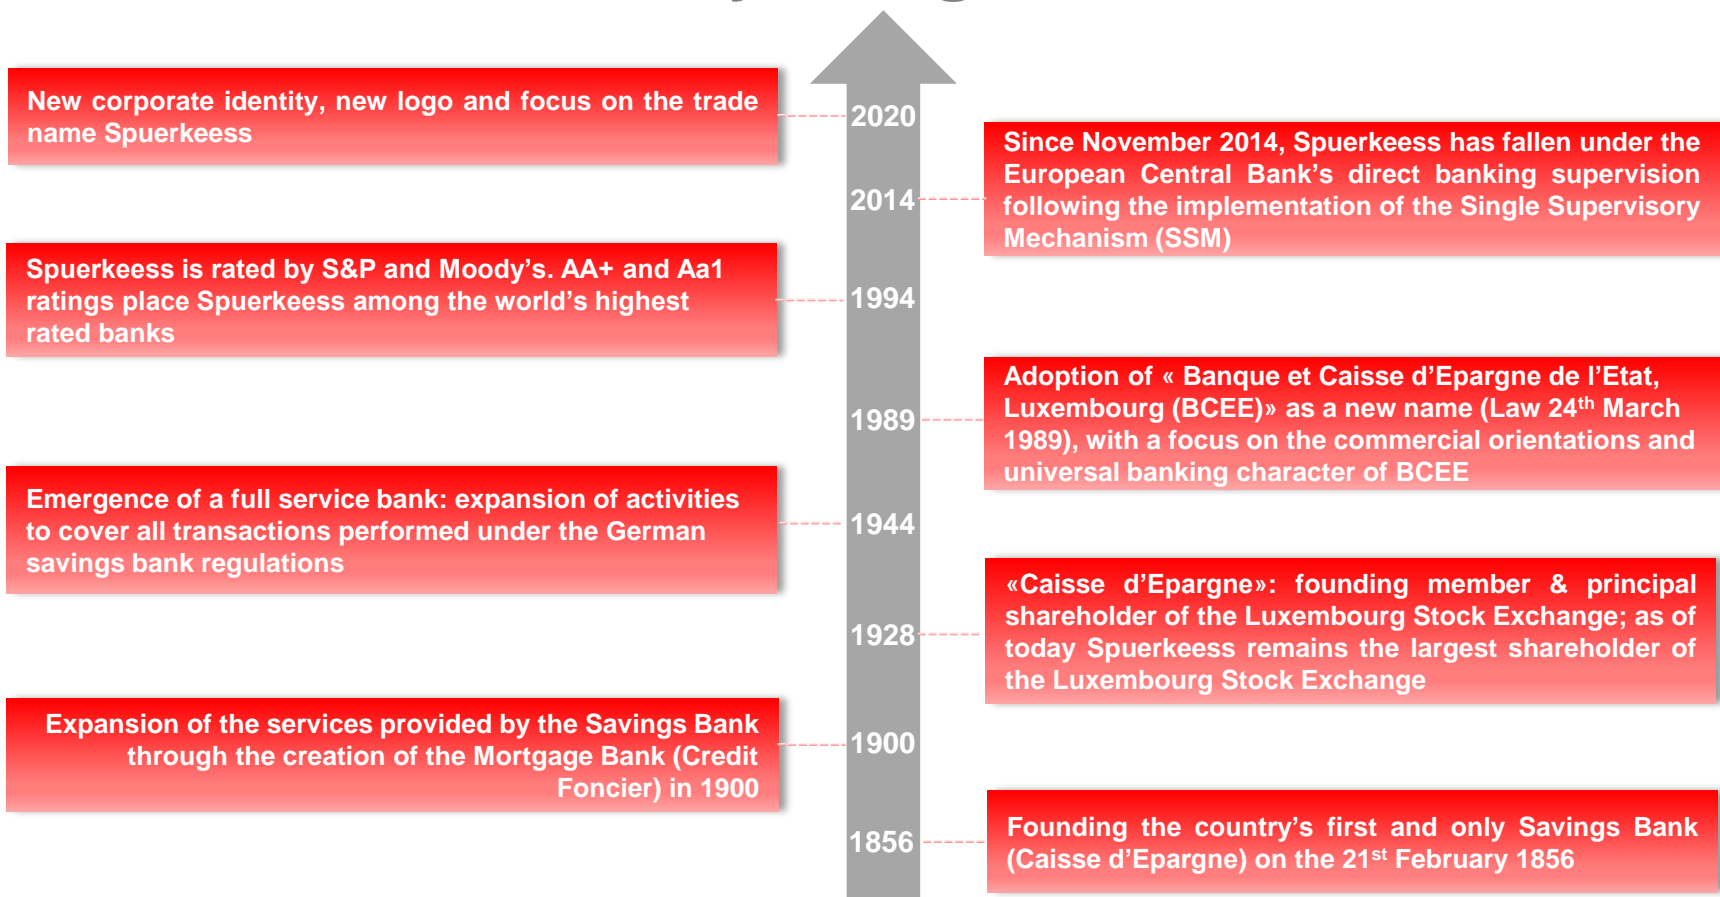 New corporate identity, new logo and focus on the trade
name Spuerkeess
2020
Since November 2014, Spuerkeess has fallen under the
European Central Bank’s direct banking supervision
following the implementation of the Single Supervisory
Mechanism (SSM)
2014
Spuerkeess is rated by S&P and Moody’s. AA+ and Aa1
ratings place Spuerkeess among the world’s highest
rated banks
1994
Adoption of « Banque et Caisse d’Epargne de l’Etat,
Luxembourg (BCEE)» as a new name (Law 24th March
1989), with a focus on the commercial orientations and
universal banking character of BCEE
1989
Emergence of a full service bank: expansion of activities
to cover all transactions performed under the German
savings bank regulations
1944
«Caisse d’Epargne»: founding member & principal
shareholder of the Luxembourg Stock Exchange; as of
today Spuerkeess remains the largest shareholder of
the Luxembourg Stock Exchange
1928
Expansion of the services provided by the Savings Bank
through the creation of the Mortgage Bank (Credit
Foncier) in 1900
1900
Founding the country’s first and only Savings Bank
(Caisse d’Epargne) on the 21st February 1856
1856